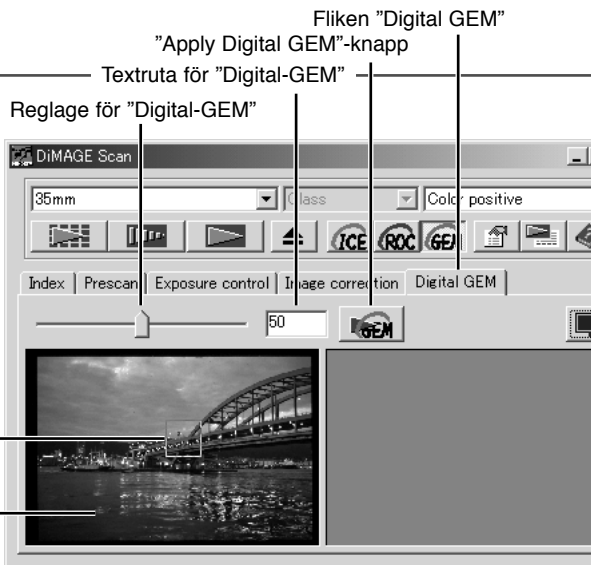 Fliken ”Digital GEM”
”Apply Digital GEM”-knapp
Textruta för ”Digital-GEM”
Reglage för ”Digital-GEM”
DiMAGE Scan
35mm Glass Color positive
ICE ROC GEM
Index Prescan Exposure control Image correction Digital GEM
50 GEM